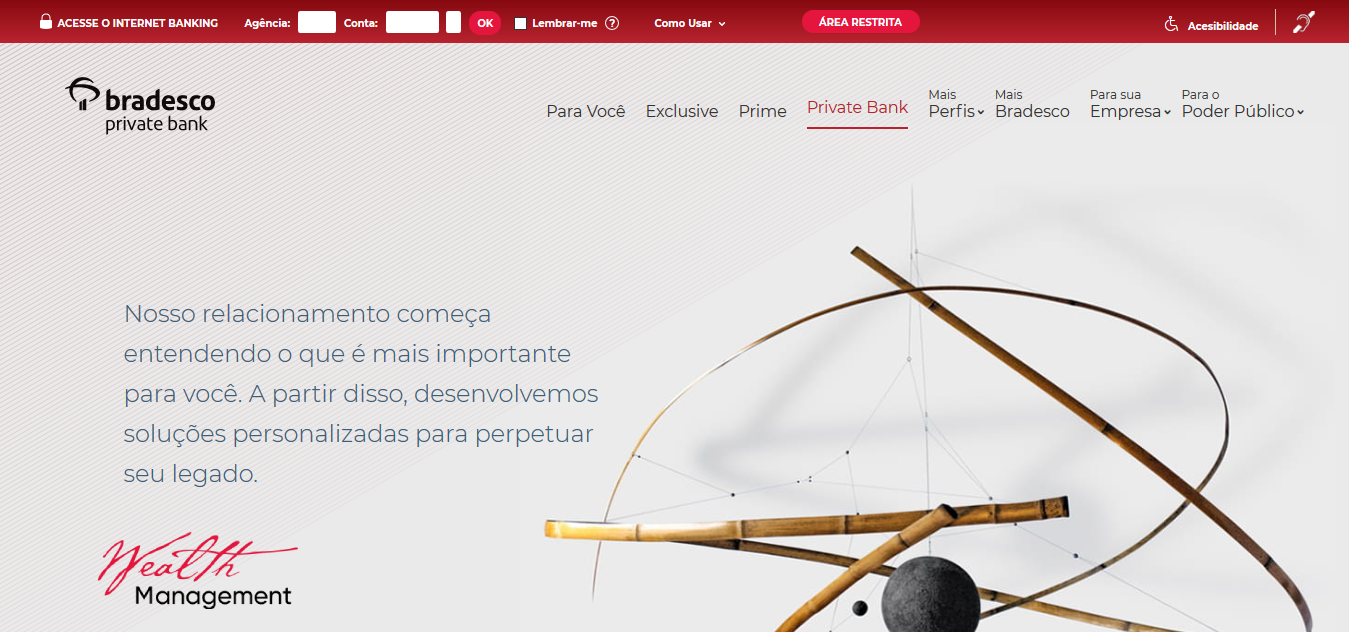 ACESSE O INTERNET BANKING Agência: Conta: OK Lembrar-me ? Como Usar ÁREA RESTRITA Acesibilidade
bradesco
private bank
Para Você Exclusive Prime Private Bank
Mais
Perfis
Mais
Bradesco
Para sua
Empresa
Para o
Poder Público
Nosso relacionamento começa
entendendo o que é mais importante
para você. A partir disso, desenvolvemos
soluções personalizadas para perpetuar
seu legado.
Wealth
Management